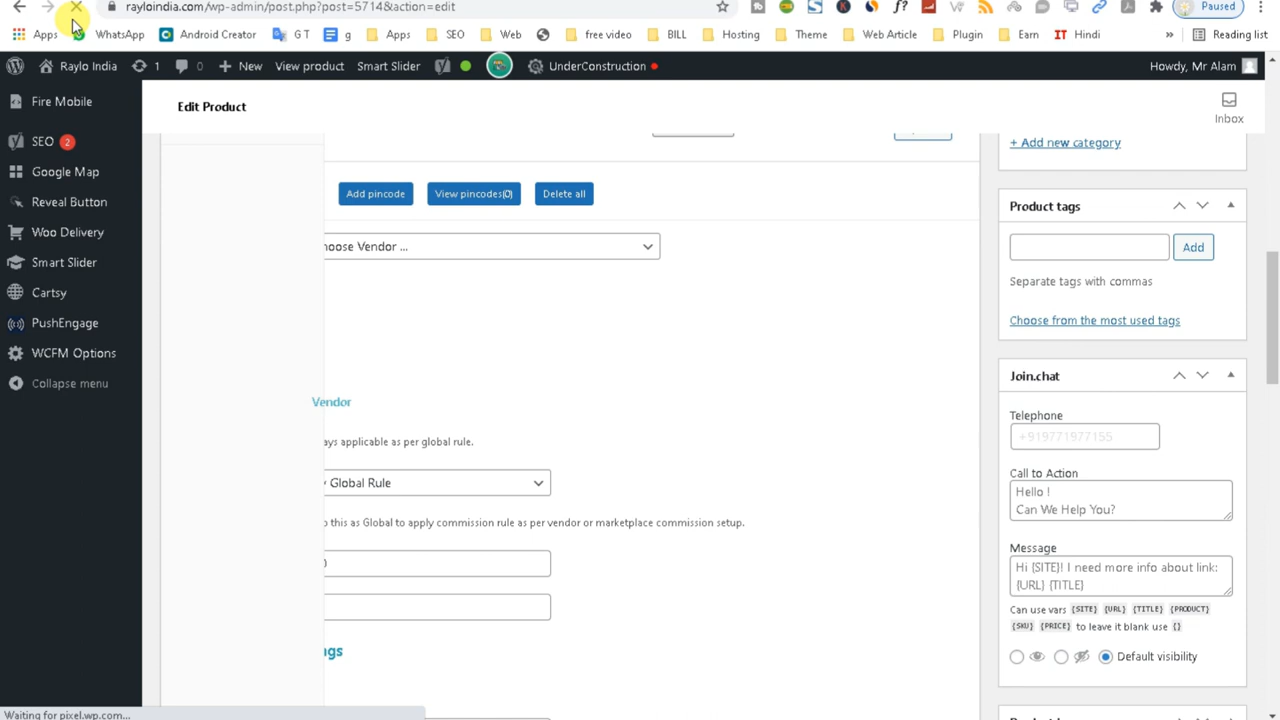 rayloindia.com/wp-admin/post.php?post=5714&action=edit
Paused
Apps WhatsApp Android Creator G T g Apps SEO Web free video BILL Hosting Theme Web Article Plugin Earn IT Hindi » Reading list
Raylo India 1 0 + New View product Smart Slider UnderConstruction Howdy, Mr Alam
Fire Mobile
SEO 2
Google Map
Reveal Button
Woo Delivery
Smart Slider
Cartsy
PushEngage
WCFM Options
Collapse menu
Edit Product
Inbox
Add pincode View pincodes(0) Delete all
hoose Vendor ...
Vendor
ays applicable as per global rule.
Global Rule
o this as Global to apply commission rule as per vendor or marketplace commission setup.
ags
+ Add new category
Product tags
Add
Separate tags with commas
Choose from the most used tags
Join.chat
Telephone
+919771977155
Call to Action
Hello !
Can We Help You?
Message
Hi {SITE}! I need more info about link:
{URL} {TITLE}
Can use vars {SITE} {URL} {TITLE} {PRODUCT}
{SKU} {PRICE} to leave it blank use {}
Default visibility
Waiting for pixel.wp.com...